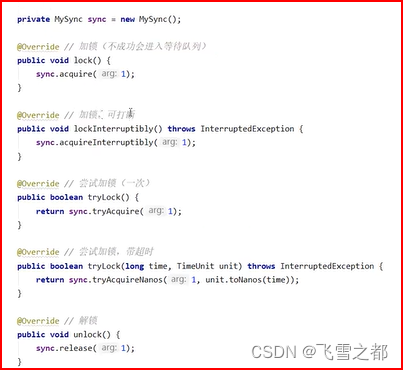 private MySync sync = new MySync();
@Override // 加锁（不成功会进入等待队列）
public void lock() {
sync.acquire( arg: 1);
}
@Override // 加锁，可打断
public void lockInterruptibly() throws InterruptedException {
sync.acquireInterruptibly( arg: 1);
}
@Override // 尝试加锁（一次）
public boolean tryLock() {
return sync.tryAcquire( arg: 1);
}
@Override // 尝试加锁，带超时
public boolean tryLock(long time, TimeUnit unit) throws InterruptedException {
return sync.tryAcquireNanos( arg: 1, unit.toNanos(time));
}
@Override // 解锁
public void unlock() {
sync.release( arg: 1);
}
CSDN @飞雪之都